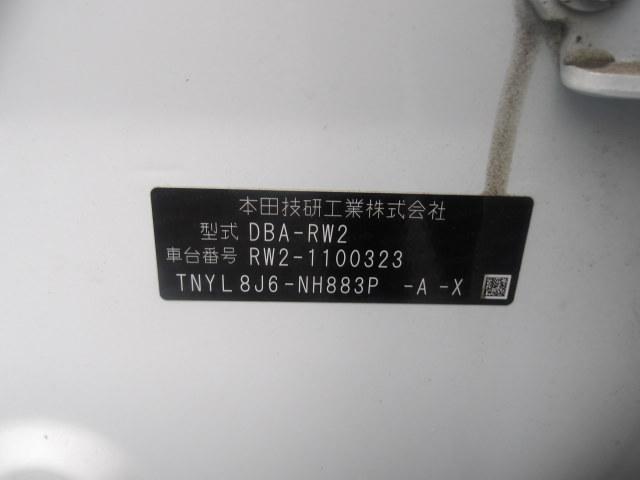 本田技研工業株式会社
型式 DBA-RW2
車台番号 RW2-1100323
TNYL8J6-NH883P -A -X